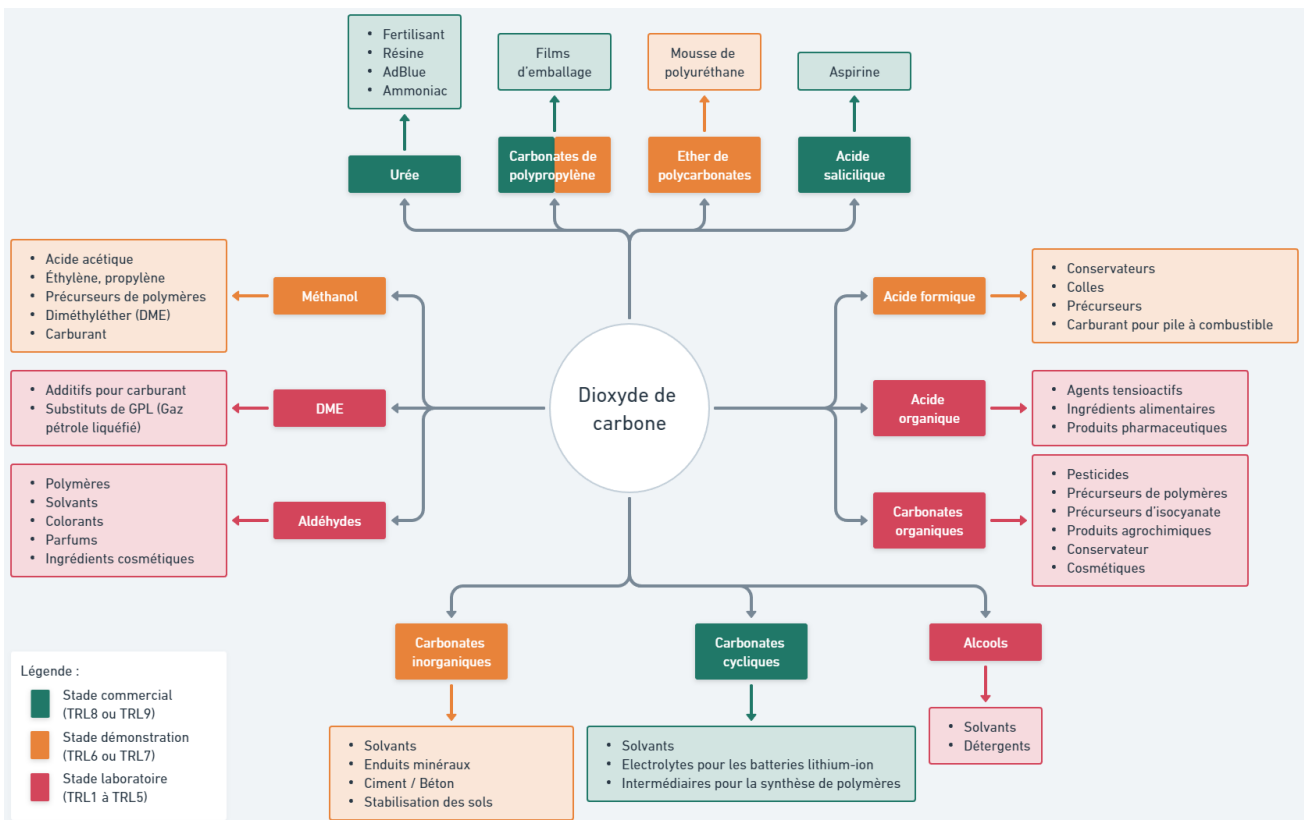 Fertilisant
Résine
AdBlue
Ammoniac
Films
d'emballage
Mousse de
polyuréthane
Aspirine
Urée
Carbonates de
polypropylène
Ether de
polycarbonates
Acide
salicilique
Acide acétique
Éthylène, propylène
Précurseurs de polymères
Diméthyléther (DME)
Carburant
Méthanol
Acide formique
Conservateurs
Colles
Précurseurs
Carburant pour pile à combustible
Additifs pour carburant
Substituts de GPL (Gaz
pétrole liquéfié)
DME
Dioxyde de
carbone
Acide
organique
Agents tensioactifs
Ingrédients alimentaires
Produits pharmaceutiques
Polymères
Solvants
Colorants
Parfums
Ingrédients cosmétiques
Aldéhydes
Carbonates
organiques
Pesticides
Précurseurs de polymères
Précurseurs d'isocyanate
Produits agrochimiques
Conservateur
Cosmétiques
Carbonates
inorganiques
Carbonates
cycliques
Alcools
Solvants
Enduits minéraux
Ciment / Béton
Stabilisation des sols
Solvants
Electrolytes pour les batteries lithium-ion
Intermédiaires pour la synthèse de polymères
Solvants
Détergents
Légende :
Stade commercial
(TRL8 ou TRL9)
Stade démonstration
(TRL6 ou TRL7)
Stade laboratoire
(TRL1 à TRL5)